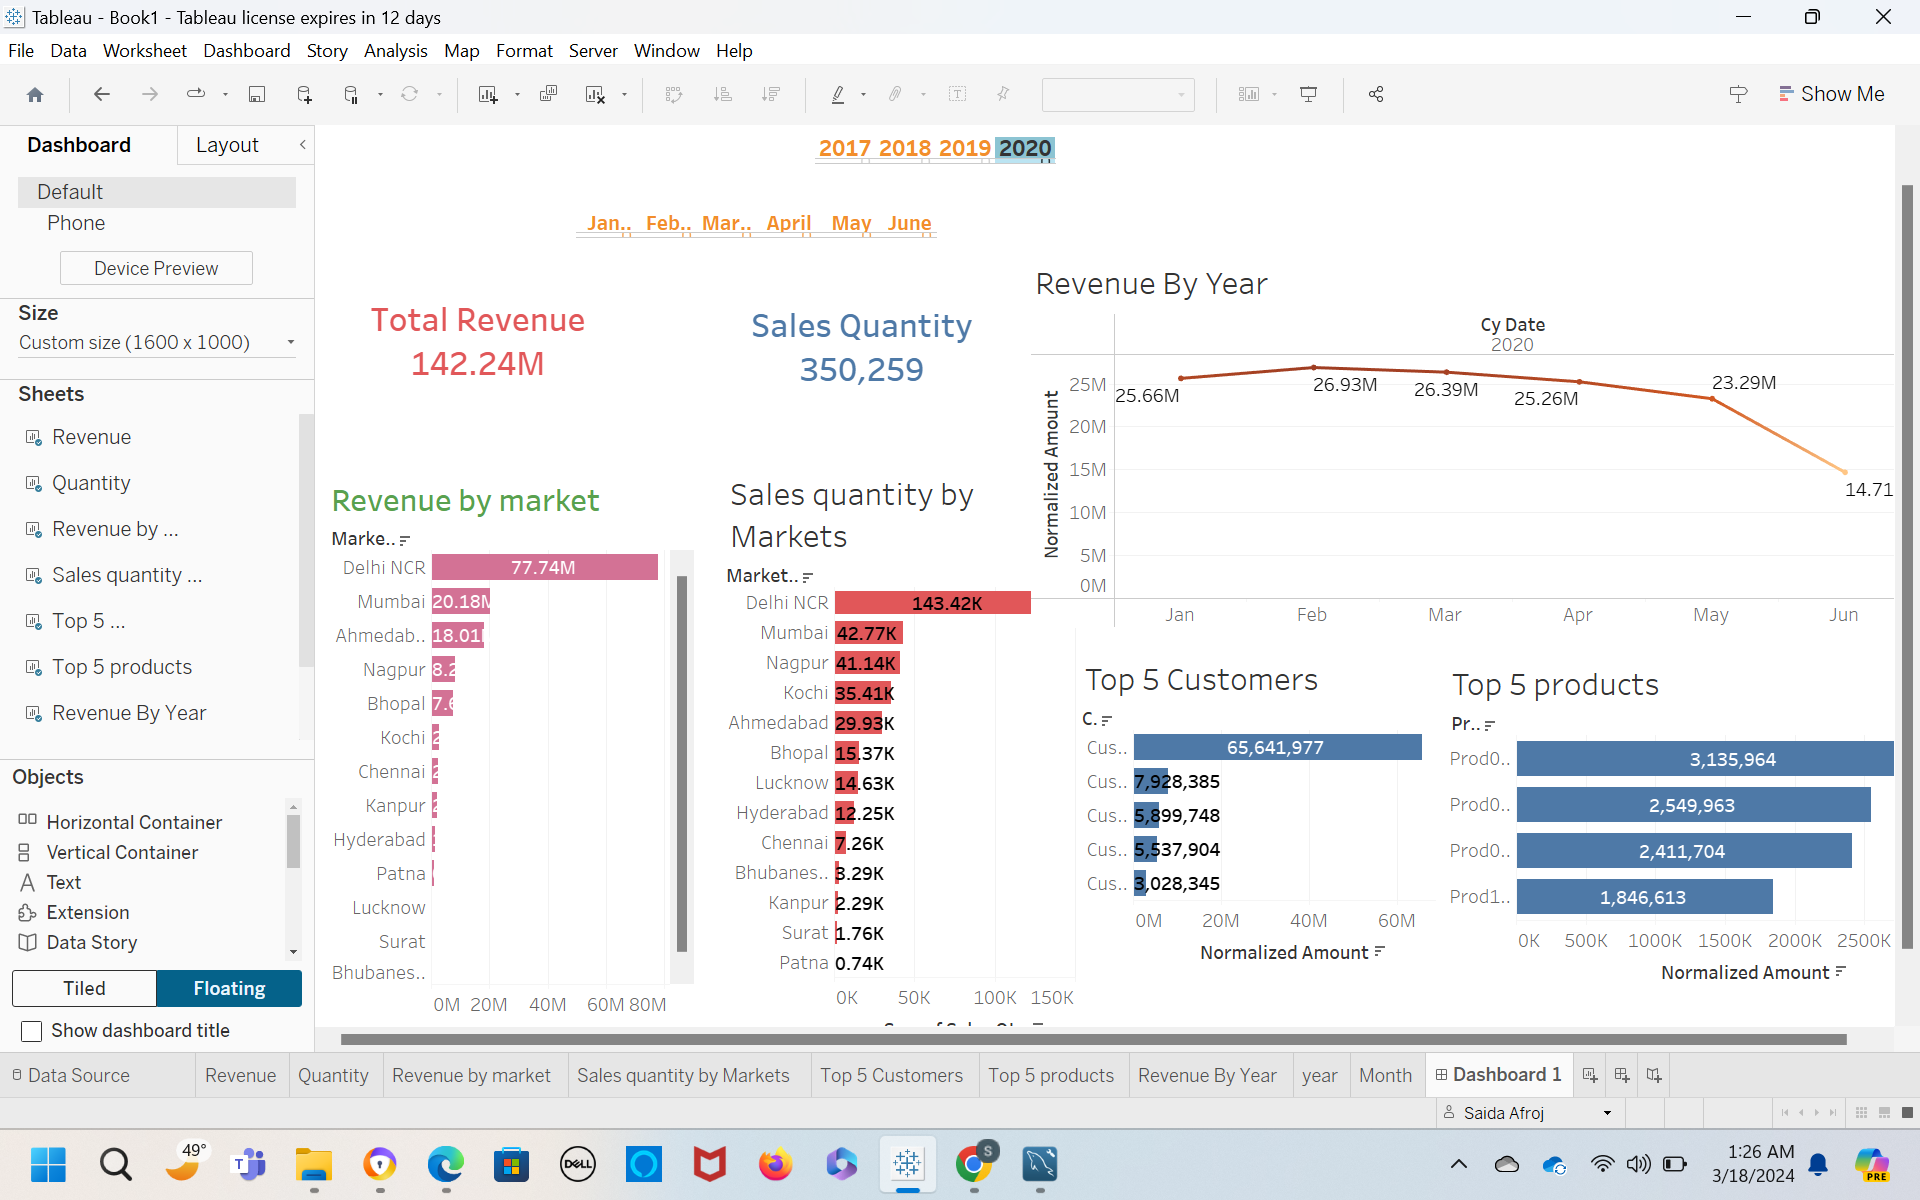 Tableau - Book1 - Tableau license expires in 12 days
File Data Worksheet Dashboard Story Analysis Map Format Server Window Help
Show Me
Dashboard Layout
Default
Phone
Device Preview
Size
Custom size (1600 x 1000)
Sheets
Revenue
Quantity
Revenue by ...
Sales quantity ...
Top 5 ...
Top 5 products
Revenue By Year
Objects
Horizontal Container
Vertical Container
Text
Extension
Data Story
Tiled Floating
Show dashboard title
2017 2018 2019 2020
Jan.. Feb.. Mar.. April May June
Total Revenue
142.24M
Sales Quantity
350,259
Revenue By Year
Cy Date
2020
Normalized Amount
25M
20M
15M
10M
5M
0M
25.66M 26.93M 26.39M 25.26M 23.29M 14.71
Jan Feb Mar Apr May Jun
Revenue by market
Marke..
Delhi NCR 77.74M
Mumbai 20.18M
Ahmedab.. 18.01
Nagpur 8.2
Bhopal 7.6
Kochi 2
Chennai 2
Kanpur 2
Hyderabad
Patna
Lucknow
Surat
Bhubanes..
0M 20M 40M 60M 80M
Sales quantity by
Markets
Market..
Delhi NCR 143.42K
Mumbai 42.77K
Nagpur 41.14K
Kochi 35.41K
Ahmedabad 29.93K
Bhopal 15.37K
Lucknow 14.63K
Hyderabad 12.25K
Chennai 7.26K
Bhubanes.. 3.29K
Kanpur 2.29K
Surat 1.76K
Patna 0.74K
0K 50K 100K 150K
Top 5 Customers
C.
Cus.. 65,641,977
Cus.. 7,928,385
Cus.. 5,899,748
Cus.. 5,537,904
Cus.. 3,028,345
0M 20M 40M 60M
Normalized Amount
Top 5 products
Pr..
Prod0.. 3,135,964
Prod0.. 2,549,963
Prod0.. 2,411,704
Prod1.. 1,846,613
0K 500K 1000K 1500K 2000K 2500K
Normalized Amount
Data Source Revenue Quantity Revenue by market Sales quantity by Markets Top 5 Customers Top 5 products Revenue By Year year Month Dashboard 1
Saida Afroj
49°
T
DELL
S
1:26 AM
3/18/2024
PRE